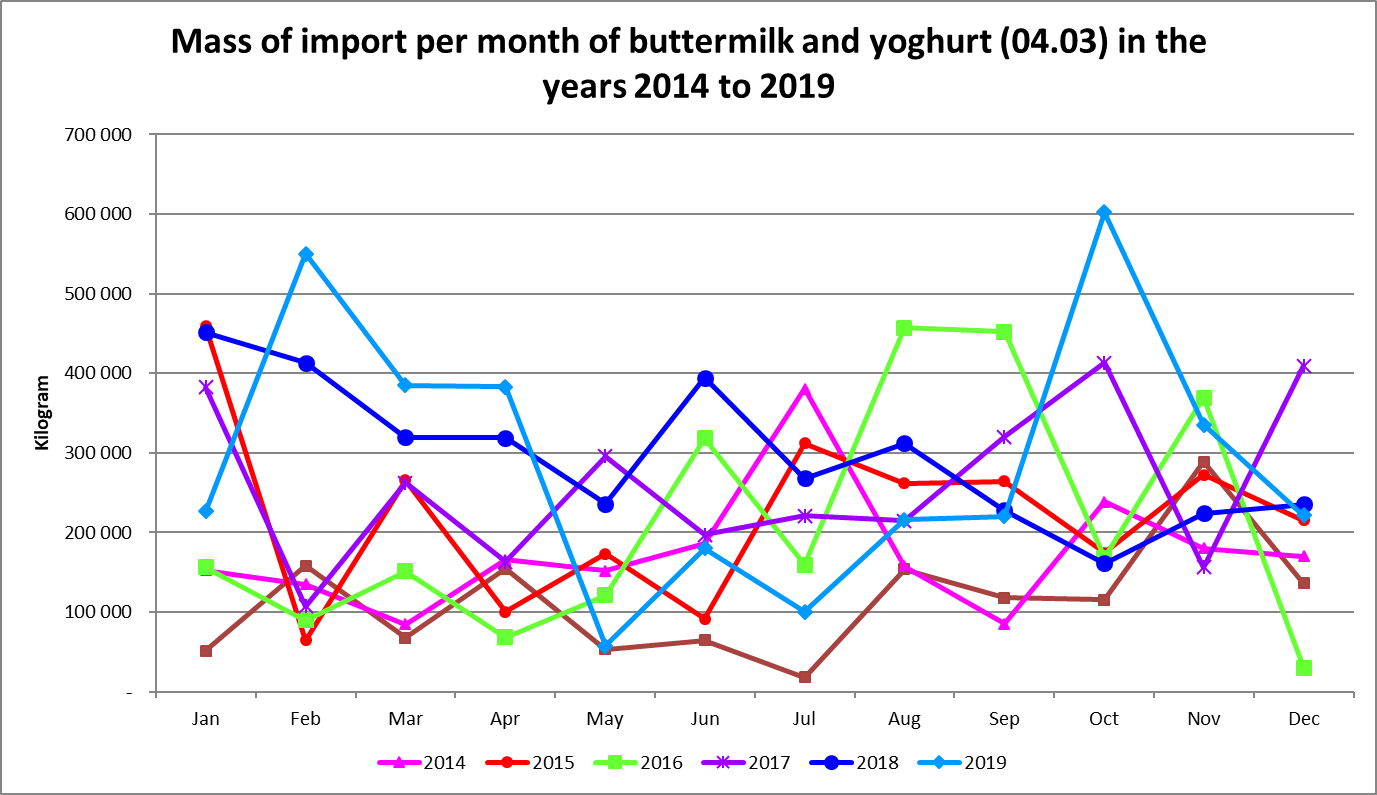 Mass of import per month of buttermilk and yoghurt (04.03) in the
years 2014 to 2019
700 000
600 000
500 000
400 000
300 000
200 000
100 000
-
Kilogram
Jan Feb Mar Apr May Jun Jul Aug Sep Oct Nov Dec
2014 2015 2016 2017 2018 2019